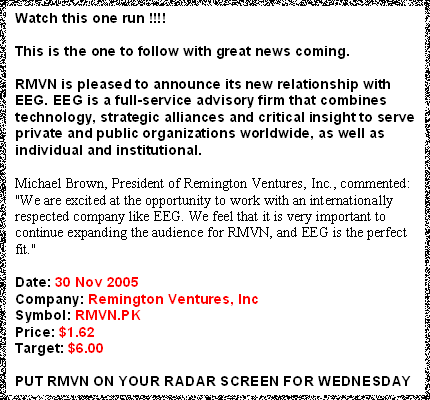 Watch this one run !!!!
This is the one to follow with great news coming.
RMVN is pleased to announce its new relationship with
EEG. EEG is a full-service advisory firm that combines
technology, strategic alliances and critical insight to serve
private and public organizations worldwide, as well as
individual and institutional.
Michael Brown, President of Remington Ventures, Inc., commented:
"We are excited at the opportunity to work with an internationally
respected company like EEG. We feel that it is very important to
continue expanding the audience for RMVN, and EEG is the perfect
fit."
Date: 30 Nov 2005
Company: Remington Ventures, Inc
Symbol: RMVN.PK
Price: $1.62
Target: $6.00
PUT RMVN ON YOUR RADAR SCREEN FOR WEDNESDAY